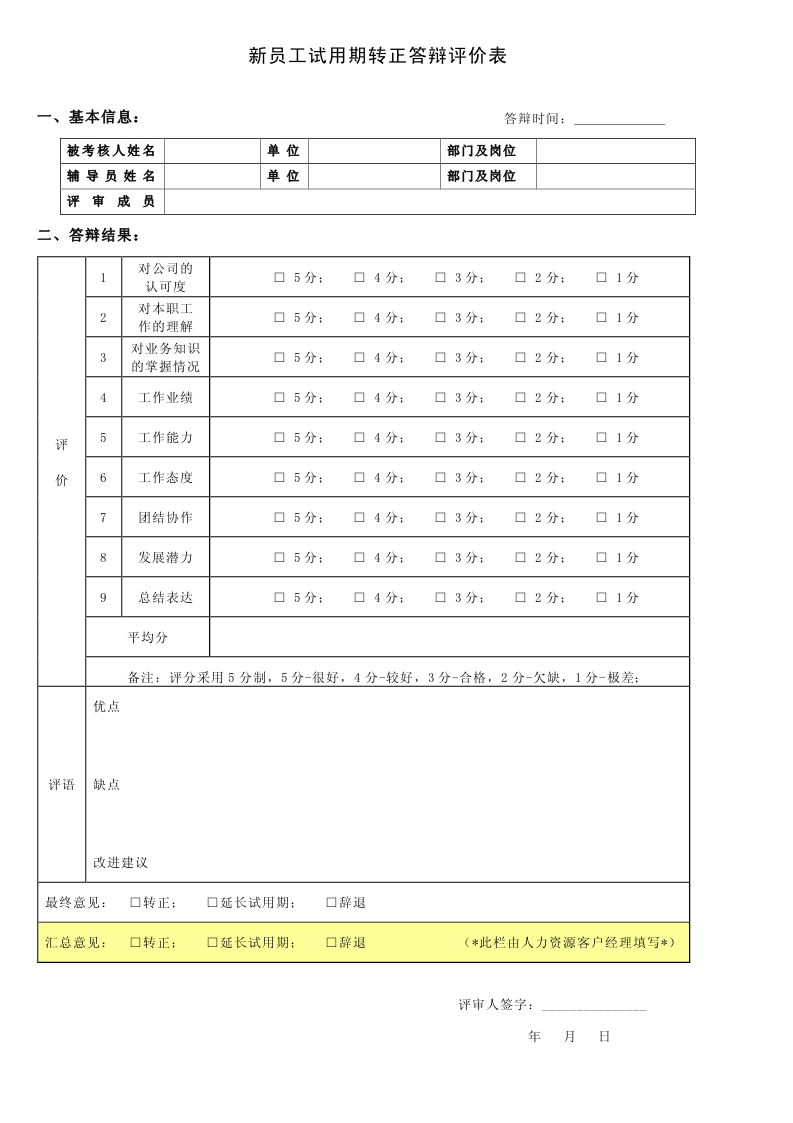 新员工试用期转正答辩评价表
一、基本信息： 答辩时间：_____________
被考核人姓名 单 位 部门及岗位
辅 导 员 姓 名 单 位 部门及岗位
评 审 成 员
二、答辩结果：
1 对公司的 □ 5 分； □ 4 分； □ 3 分； □ 2 分； □ 1 分
认可度
2 对本职工 □ 5 分； □ 4 分； □ 3 分； □ 2 分； □ 1 分
作的理解
3 对业务知识 □ 5 分； □ 4 分； □ 3 分； □ 2 分； □ 1 分
的掌握情况
4 工作业绩 □ 5 分； □ 4 分； □ 3 分； □ 2 分； □ 1 分
评
5 工作能力 □ 5 分； □ 4 分； □ 3 分； □ 2 分； □ 1 分
价
6 工作态度 □ 5 分； □ 4 分； □ 3 分； □ 2 分； □ 1 分
7 团结协作 □ 5 分； □ 4 分； □ 3 分； □ 2 分； □ 1 分
8 发展潜力 □ 5 分； □ 4 分； □ 3 分； □ 2 分； □ 1 分
9 总结表达 □ 5 分； □ 4 分； □ 3 分； □ 2 分； □ 1 分
平均分
备注：评分采用 5 分制，5 分-很好，4 分-较好，3 分-合格，2 分-欠缺，1 分-极差；
优点
评语 缺点
改进建议
最终意见： □转正； □延长试用期； □辞退
汇总意见： □转正； □延长试用期； □辞退 （*此栏由人力资源客户经理填写*）
评审人签字：_______________
年 月 日